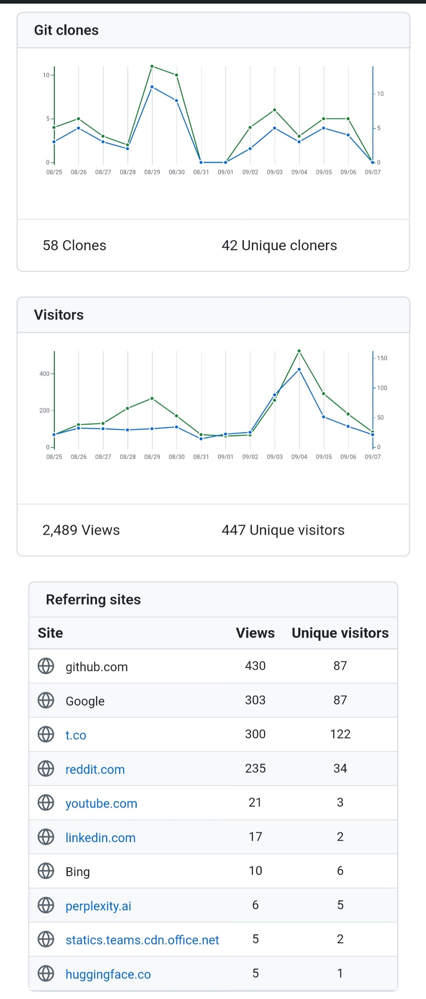 Git clones
10
10
5
5
0
0
08/25 08/26 08/27 08/28 08/29 08/30 08/31 09/01 09/02 09/03 09/04 09/05 09/06 09/07
58 Clones 42 Unique cloners
Visitors
150
400
100
200
50
0
0
08/25 08/26 08/27 08/28 08/29 08/30 08/31 09/01 09/02 09/03 09/04 09/05 09/06 09/07
2,489 Views 447 Unique visitors
Referring sites
Site Views Unique visitors
github.com 430 87
Google 303 87
t.co 300 122
reddit.com 235 34
youtube.com 21 3
linkedin.com 17 2
Bing 10 6
perplexity.ai 6 5
statics.teams.cdn.office.net 5 2
huggingface.co 5 1